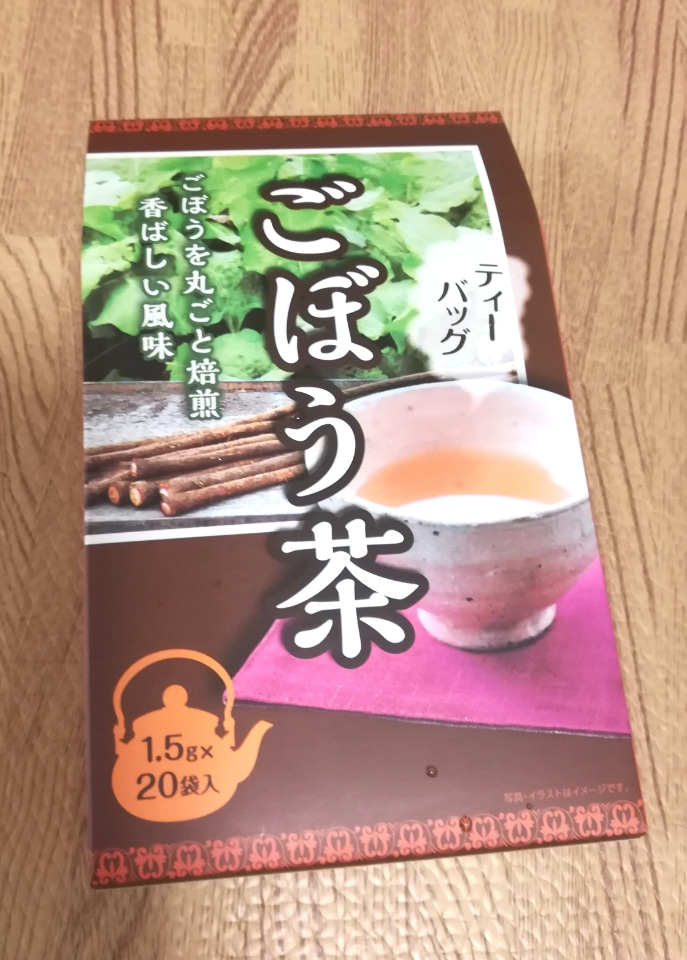 ごぼう茶
ティー
バッグ
ごぼうを丸ごと焙煎
香ばしい風味
1.5g×
20袋入
写真・イラストはイメージです。